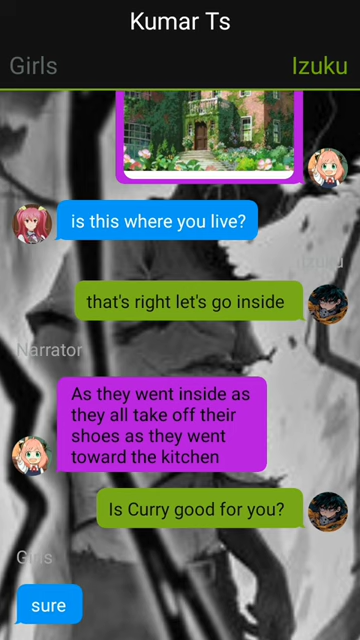 Kumar Ts
Girls
Izuku
is this where you live?
Izuku
that's right let's go inside
Narrator
As they went inside as
they all take off their
shoes as they went
toward the kitchen
Is Curry good for you?
Girls
sure